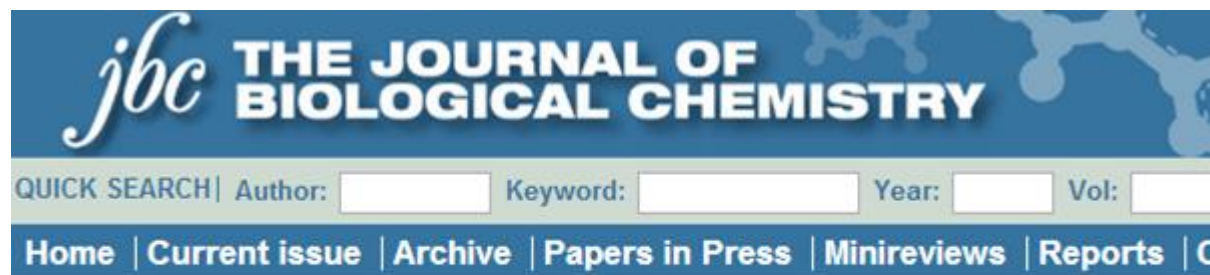 jbc THE JOURNAL OF
BIOLOGICAL CHEMISTRY
QUICK SEARCH| Author: Keyword: Year: Vol:
Home |Current issue |Archive |Papers in Press |Minireviews |Reports |